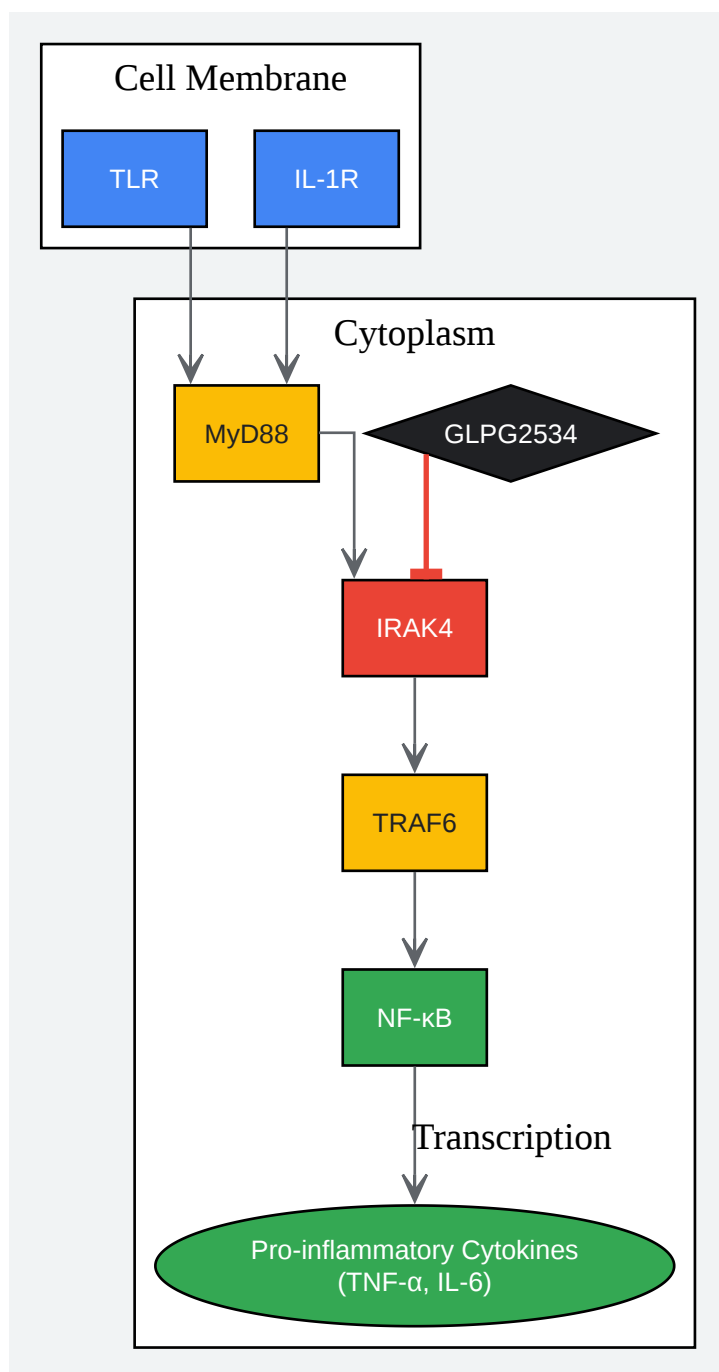 Cell Membrane
TLR
IL-1R
Cytoplasm
MyD88
GLPG2534
IRAK4
TRAF6
NF-κB
Transcription
Pro-inflammatory Cytokines
(TNF-α, IL-6)